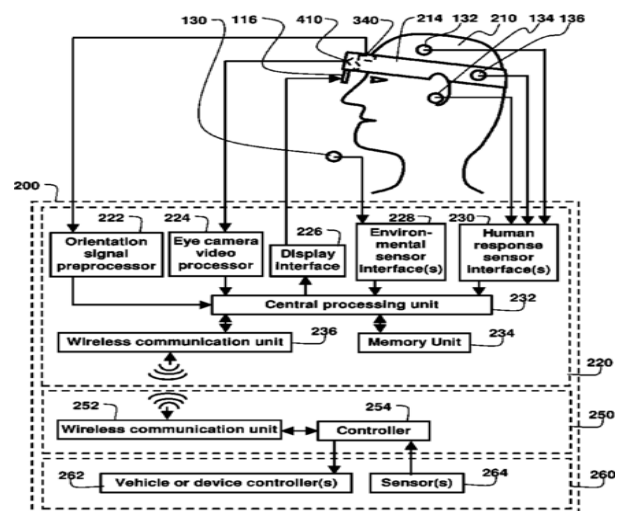 130 116 410 340 214 132 210 134 136
200
222 224 226 228 230
Orientation signal preprocessor
Eye camera video processor
Display Interface
Environ-mental sensor Interface(s)
Human response sensor Interface(s)
Central processing unit 232
Wireless communication unit 236
Memory Unit 234
220
252 254
Wireless communication unit
Controller
250
262 Vehicle or device controller(s)
Sensor(s) 264
260